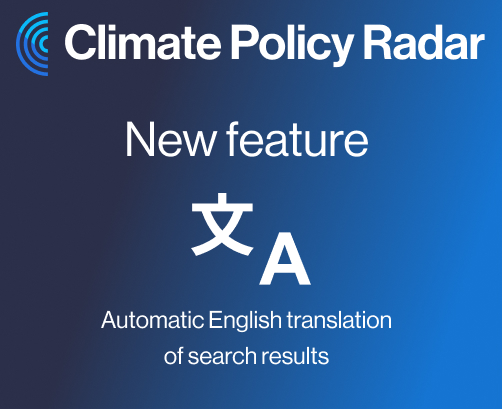 Climate Policy Radar
New feature
文
A
Automatic English translation
of search results